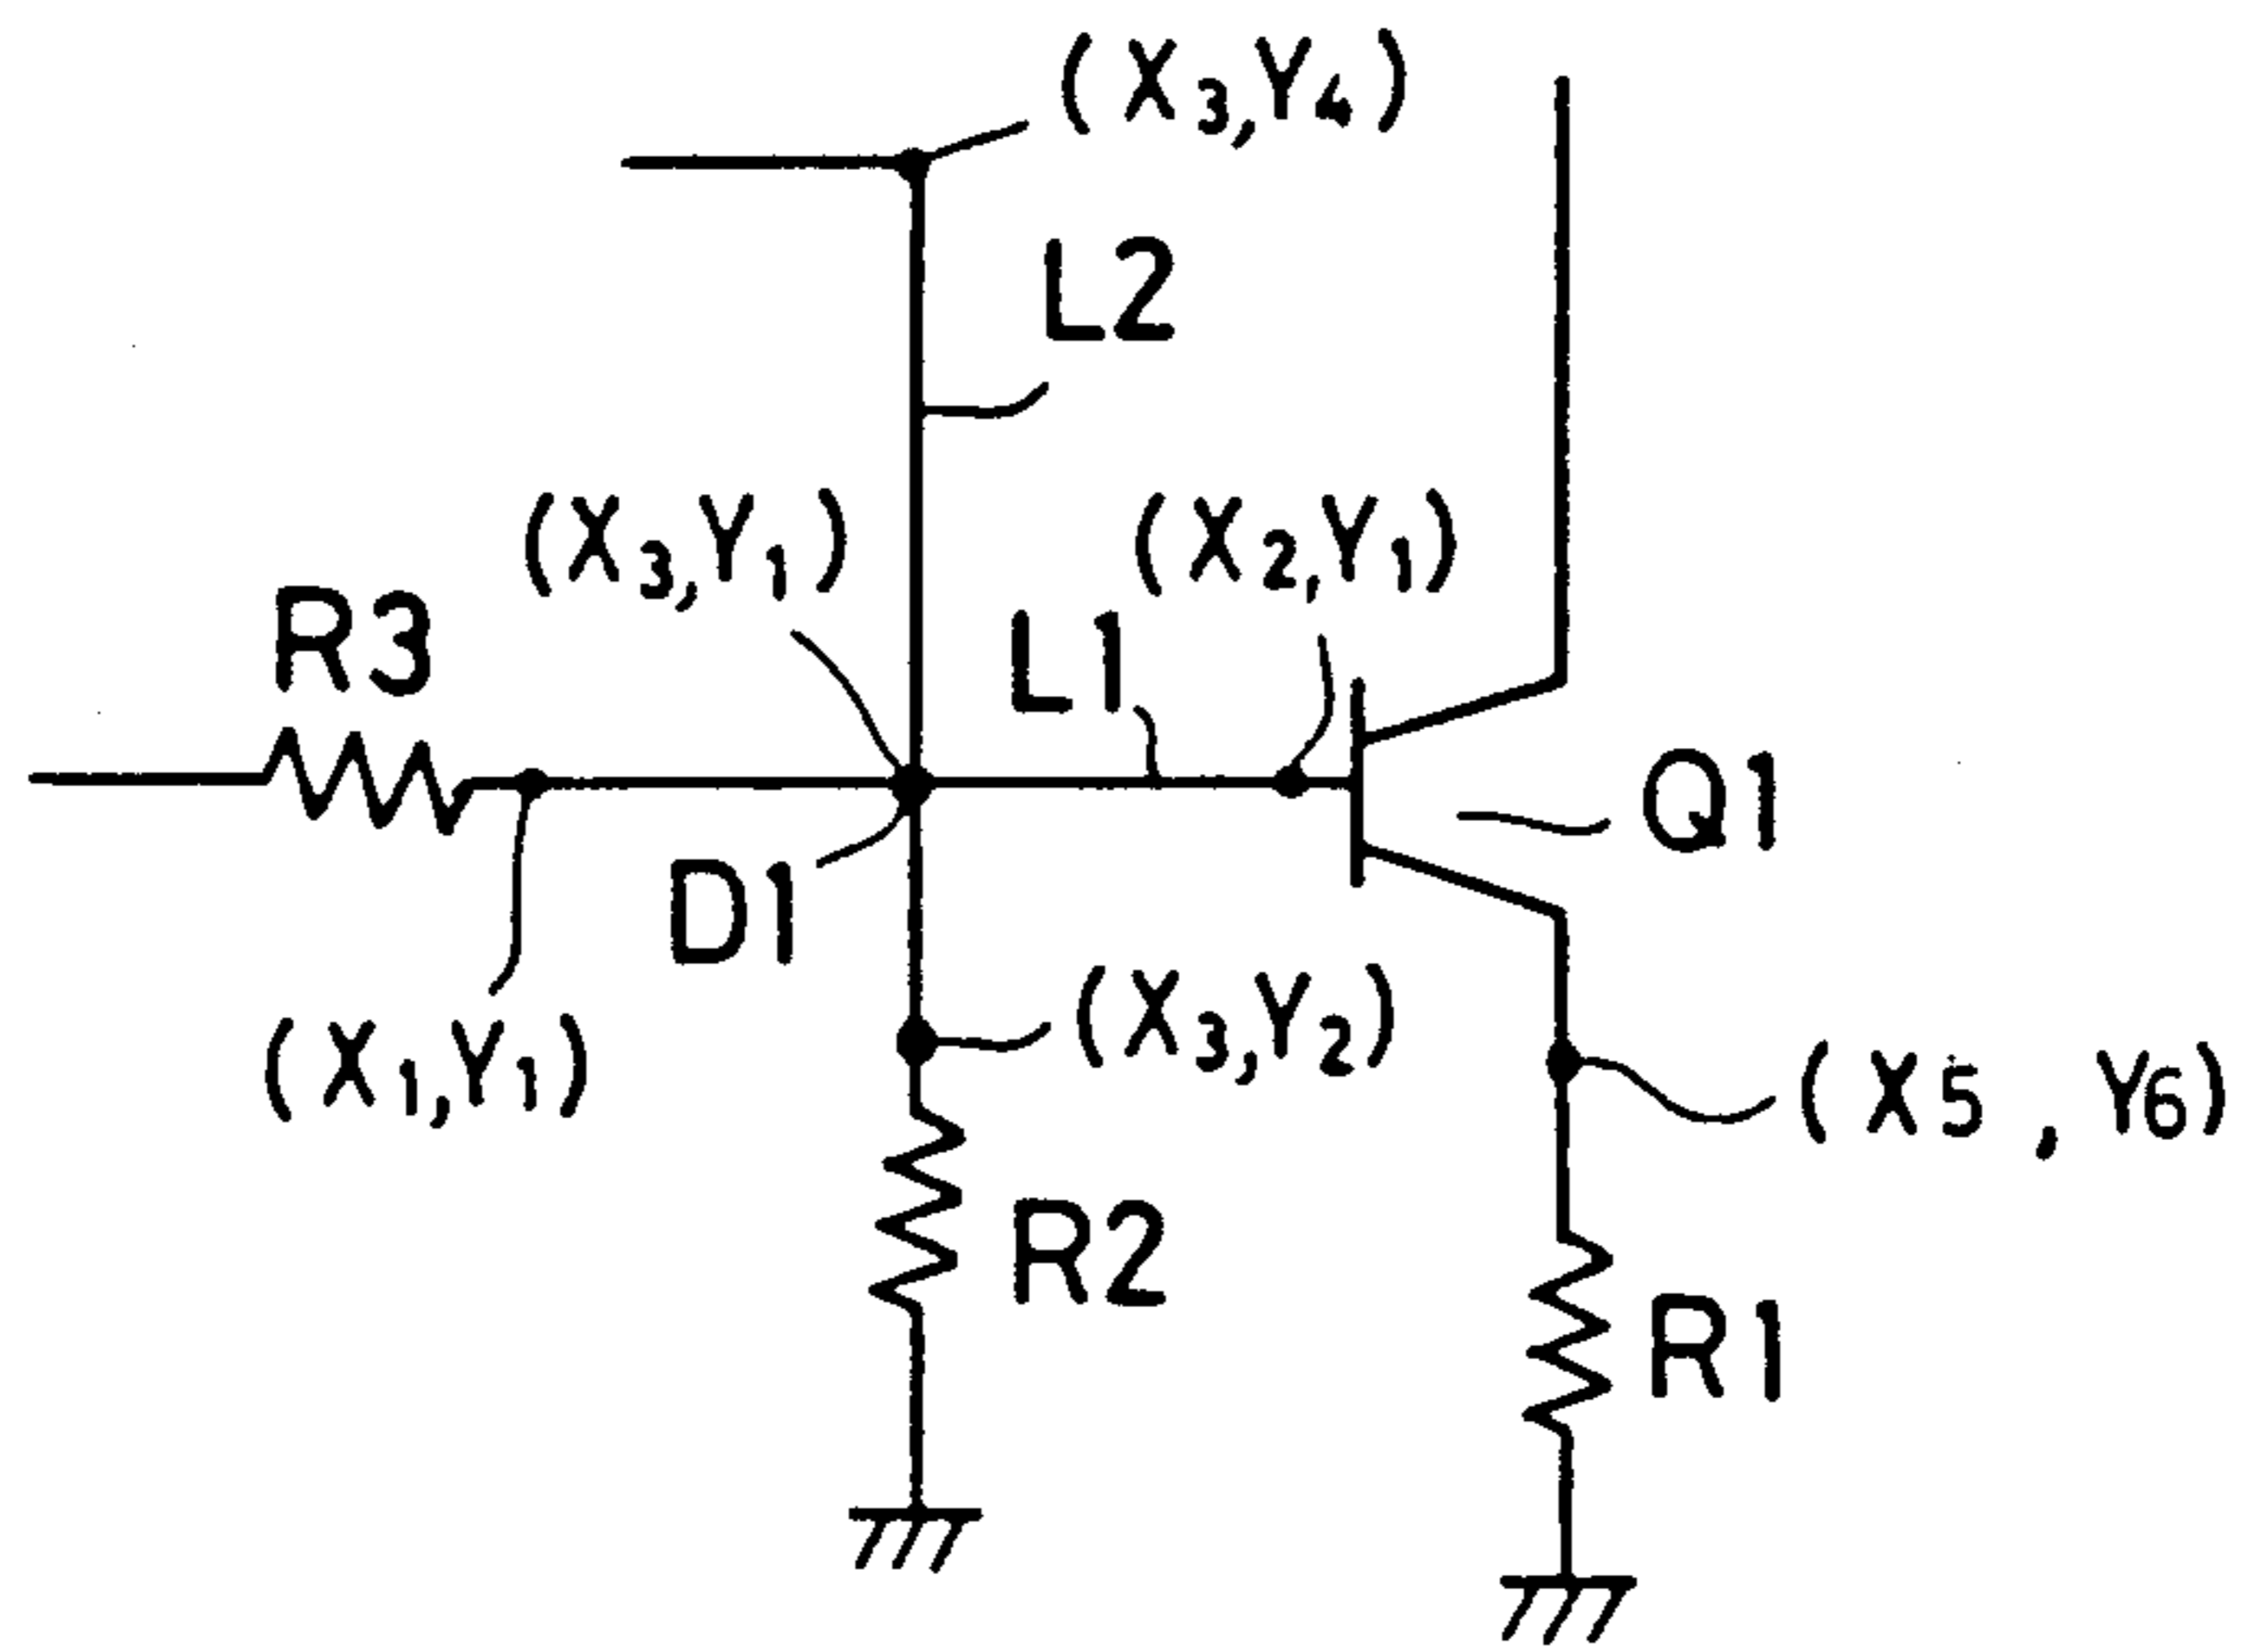 (X3,Y4)
L2
(X3,Y1)
(X2,Y1)
R3
L1
Q1
D1
(X3,Y2)
(X1,Y1)
(X5,Y6)
R2
R1